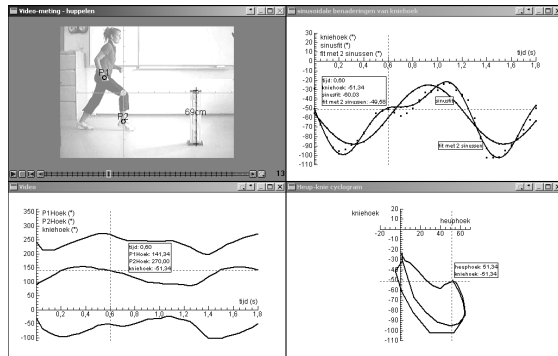 Video-meting - huppelen
P1
P2
69cm
13
sinusoidale benaderingen van kniehoek
kniehoek (°)
sinusfit (°)
fit met 2 sinussen (°)
tijd (s)
30
20
10
0
-10
-20
-30
-40
-50
-60
-70
-80
-90
-100
-110
0,2 0,4 0,6 0,8 1,0 1,2 1,4 1,6 1,8
tijd: 0,60
kniehoek: -51,34
sinusfit: -60,03
fit met 2 sinussen: -49,56
sinusfit
fit met 2 sinussen
Video
P1Hoek (°)
P2Hoek (°)
kniehoek (°)
350
300
250
200
150
100
50
0
-50
-100
tijd (s)
0,2 0,4 0,6 0,8 1,0 1,2 1,4 1,6 1,8
tijd: 0,60
P1Hoek: 141,34
P2Hoek: 270,00
kniehoek: -51,34
Heup-knie cyclogram
kniehoek
heuphoek
-20 0 20 40 60
20
10
0
-10
-20
-30
-40
-50
-60
-70
-80
-90
-100
-110
heuphoek 51,34
kniehoek: -51,34